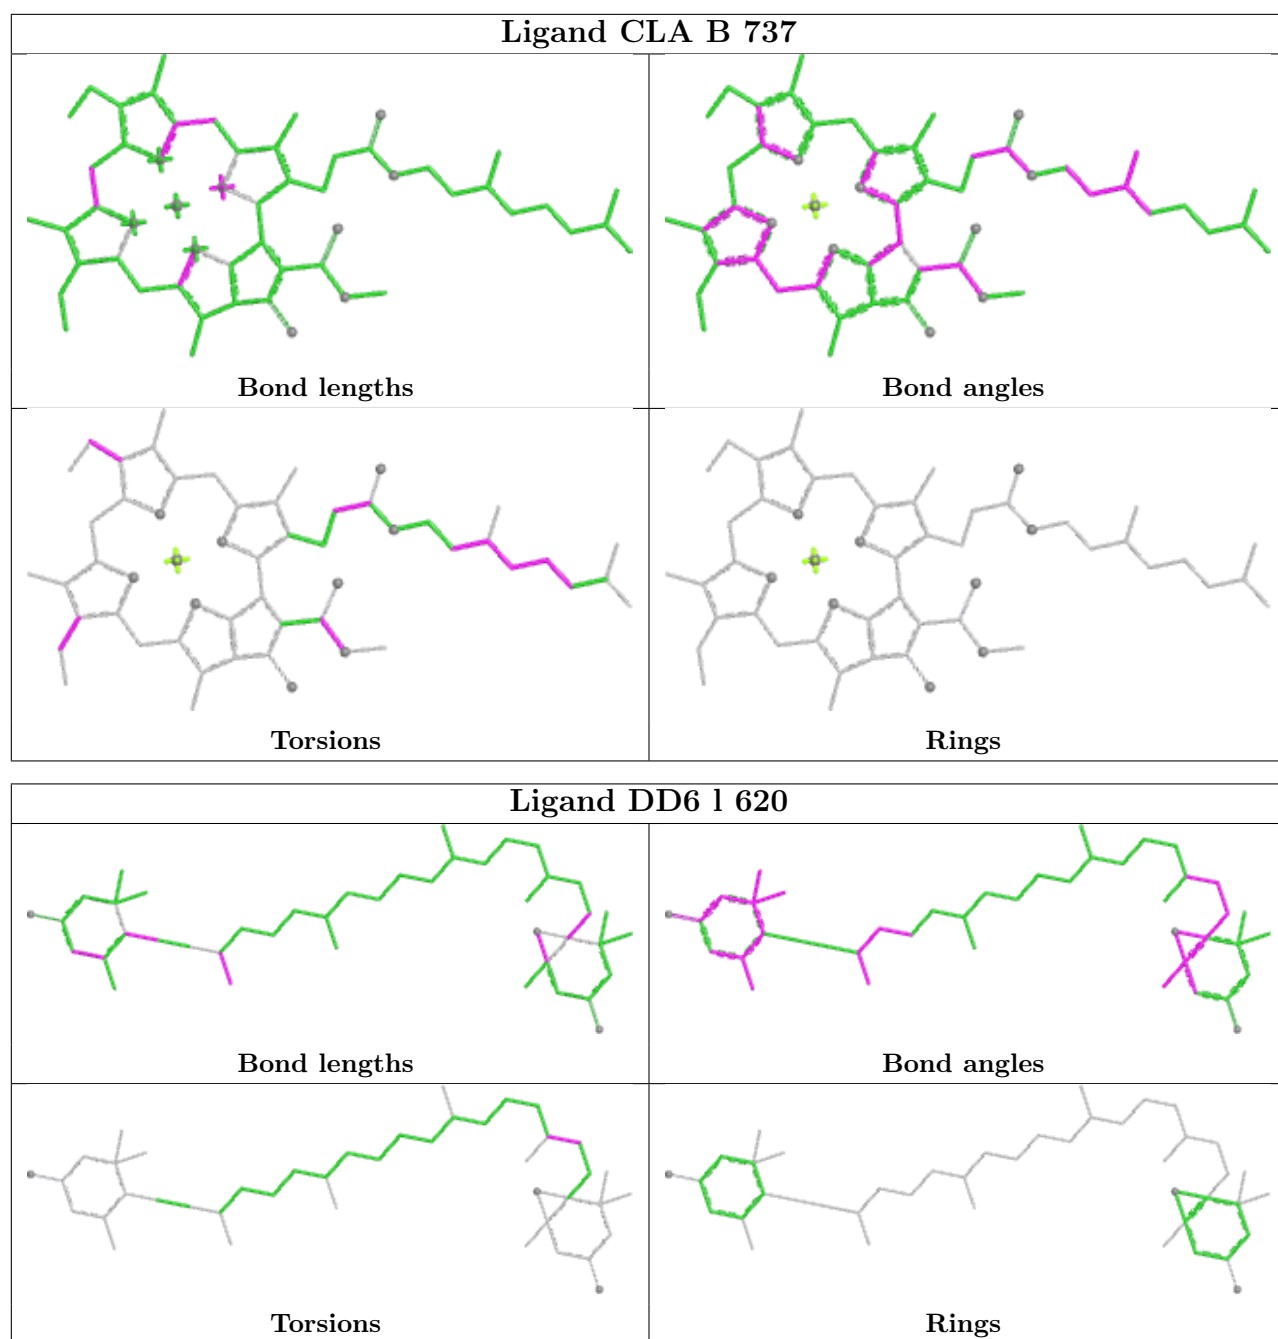 Ligand CLA B 737
Bond lengths
Bond angles
Torsions
Rings
Ligand DD6 l 620
Bond lengths
Bond angles
Torsions
Rings